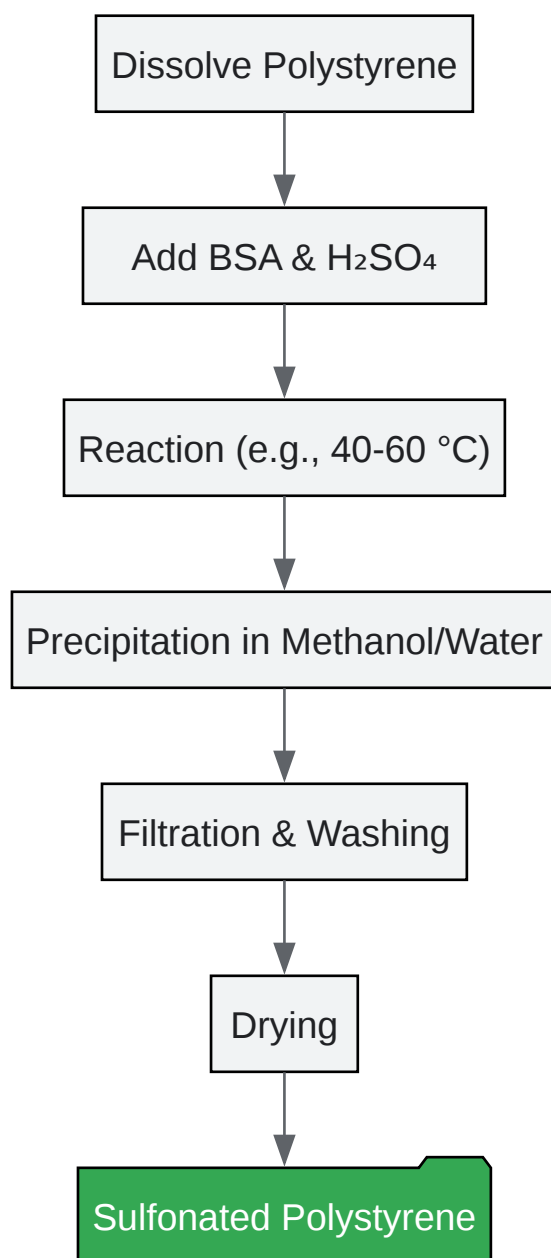 Dissolve Polystyrene
Add BSA & H₂SO₄
Reaction (e.g., 40-60 °C)
Precipitation in Methanol/Water
Filtration & Washing
Drying
Sulfonated Polystyrene